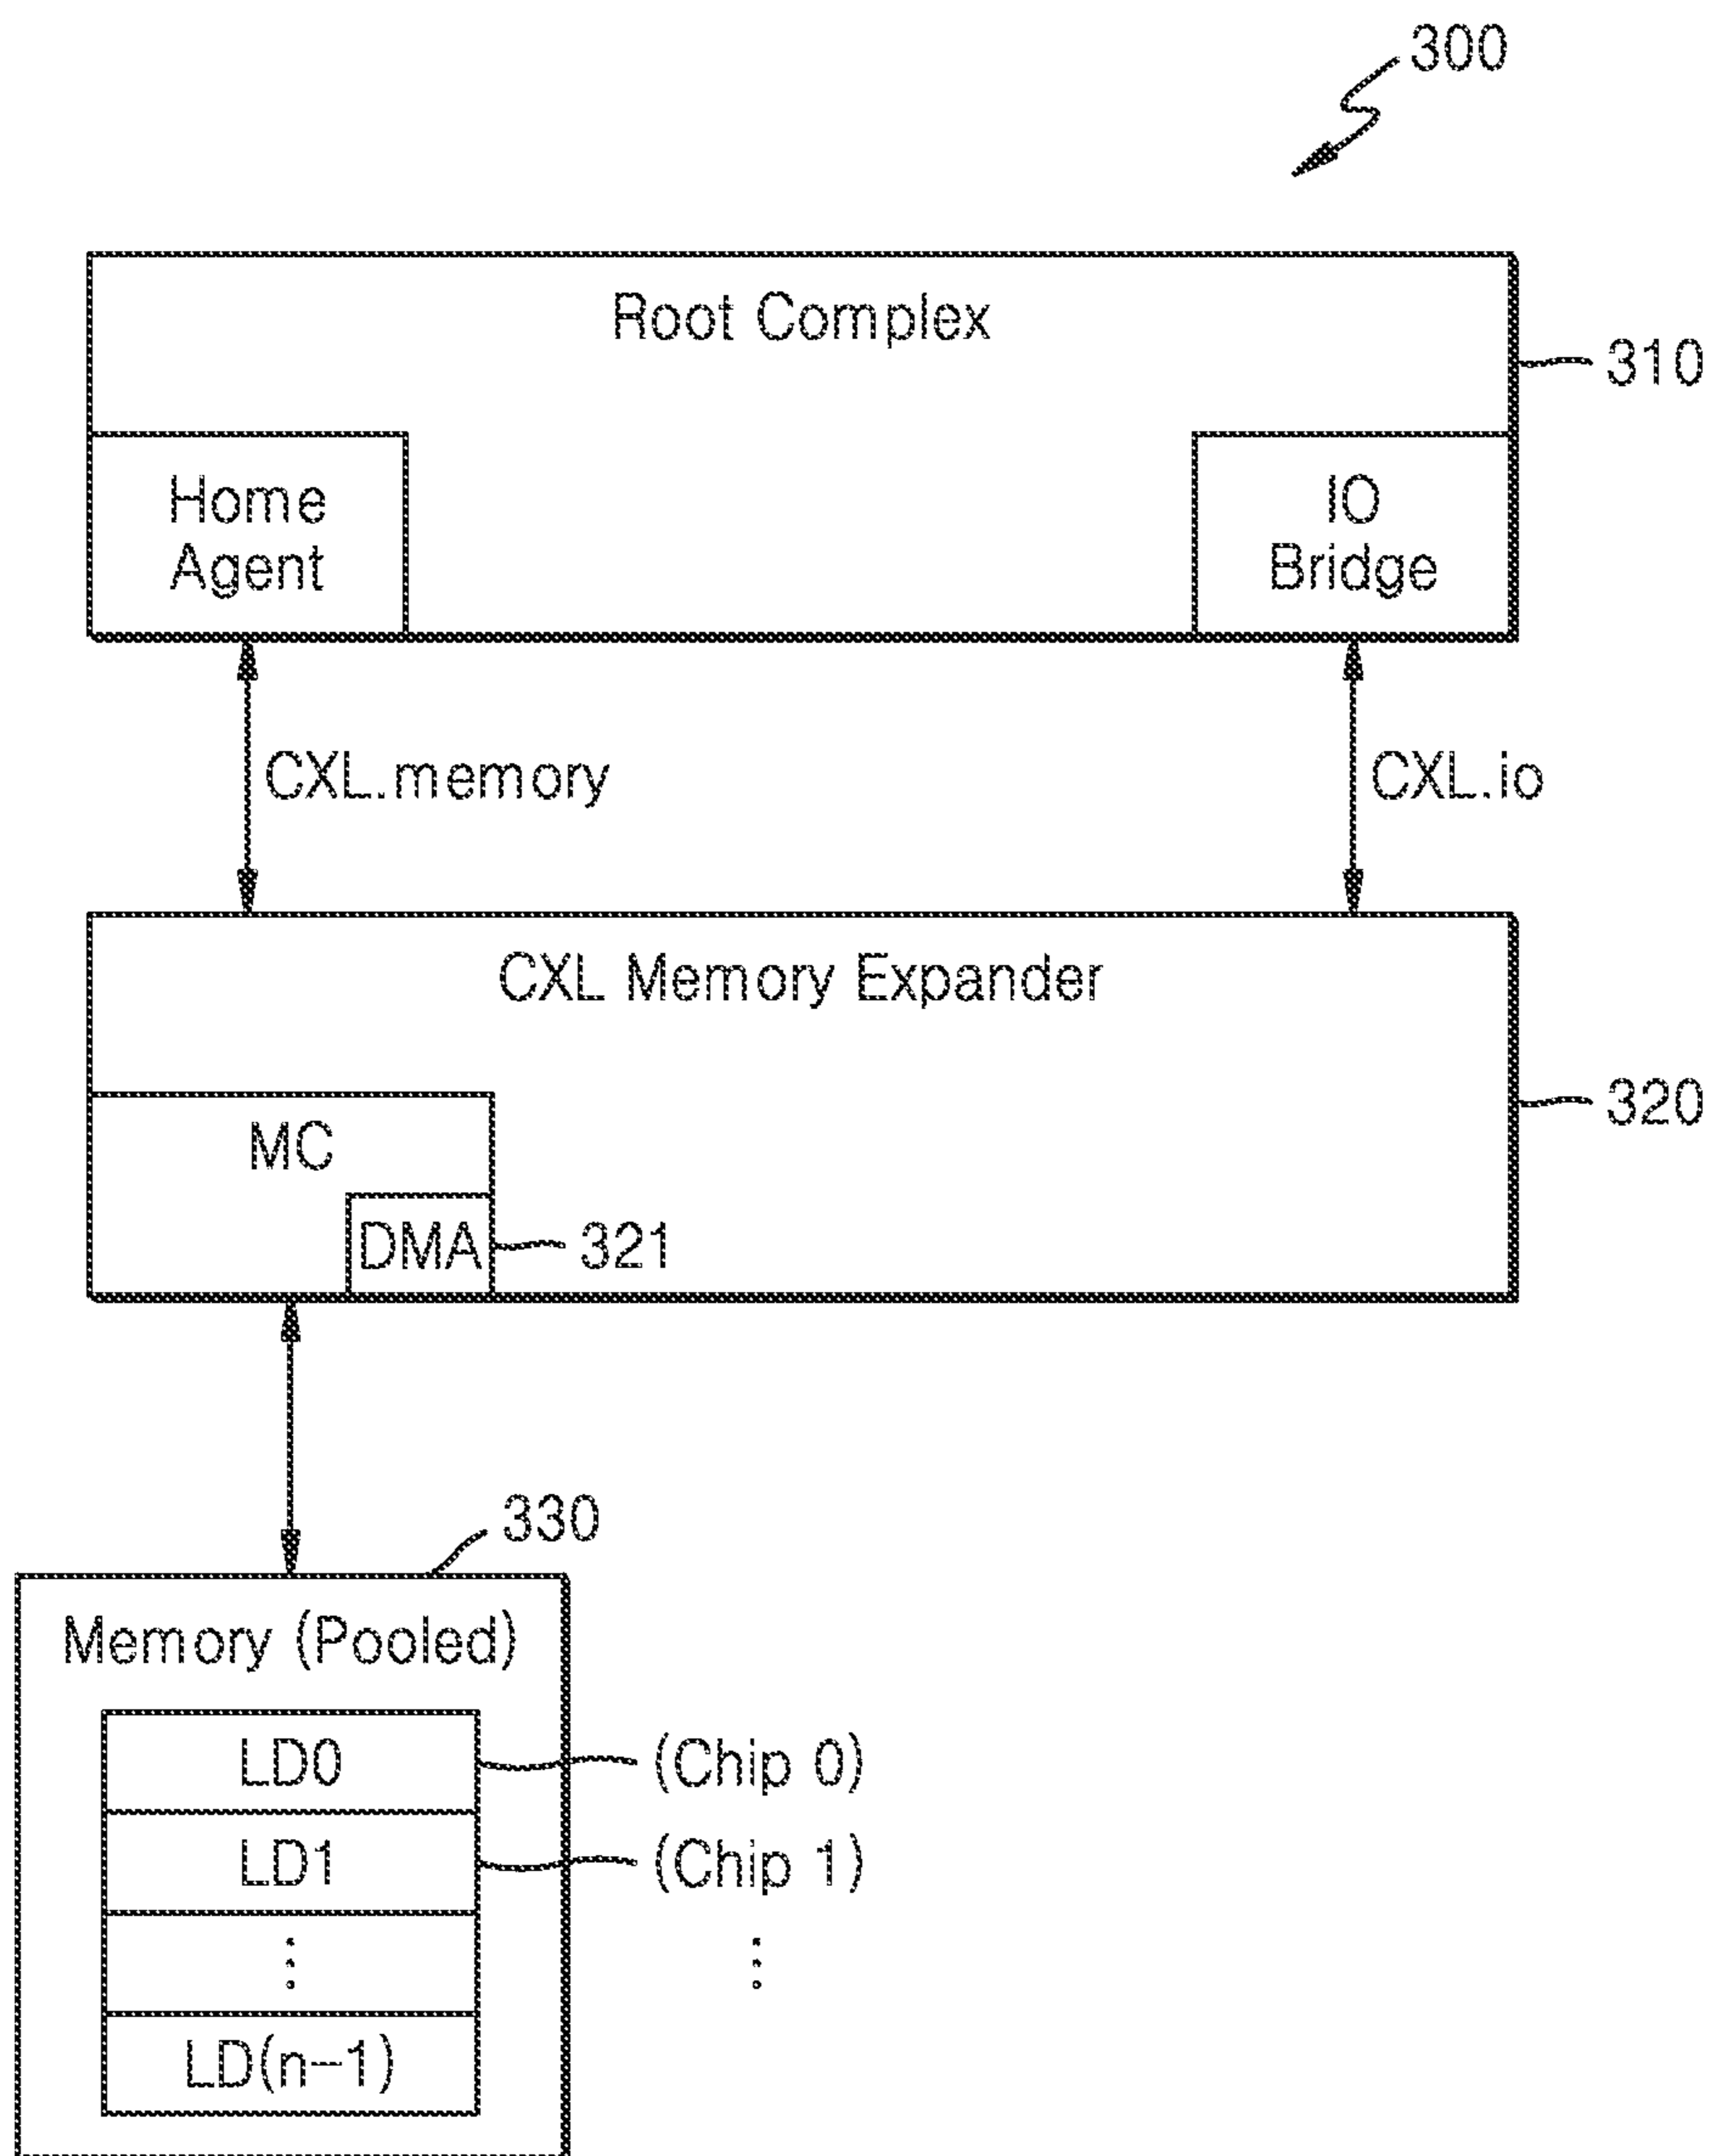 300
Root Complex
310
Home
Agent
IO
Bridge
CXL.memory
CXL.io
CXL Memory Expander
320
MC
DMA
321
330
Memory (Pooled)
LD0
(Chip 0)
LD1
(Chip 1)
⋮
⋮
LD(n-1)